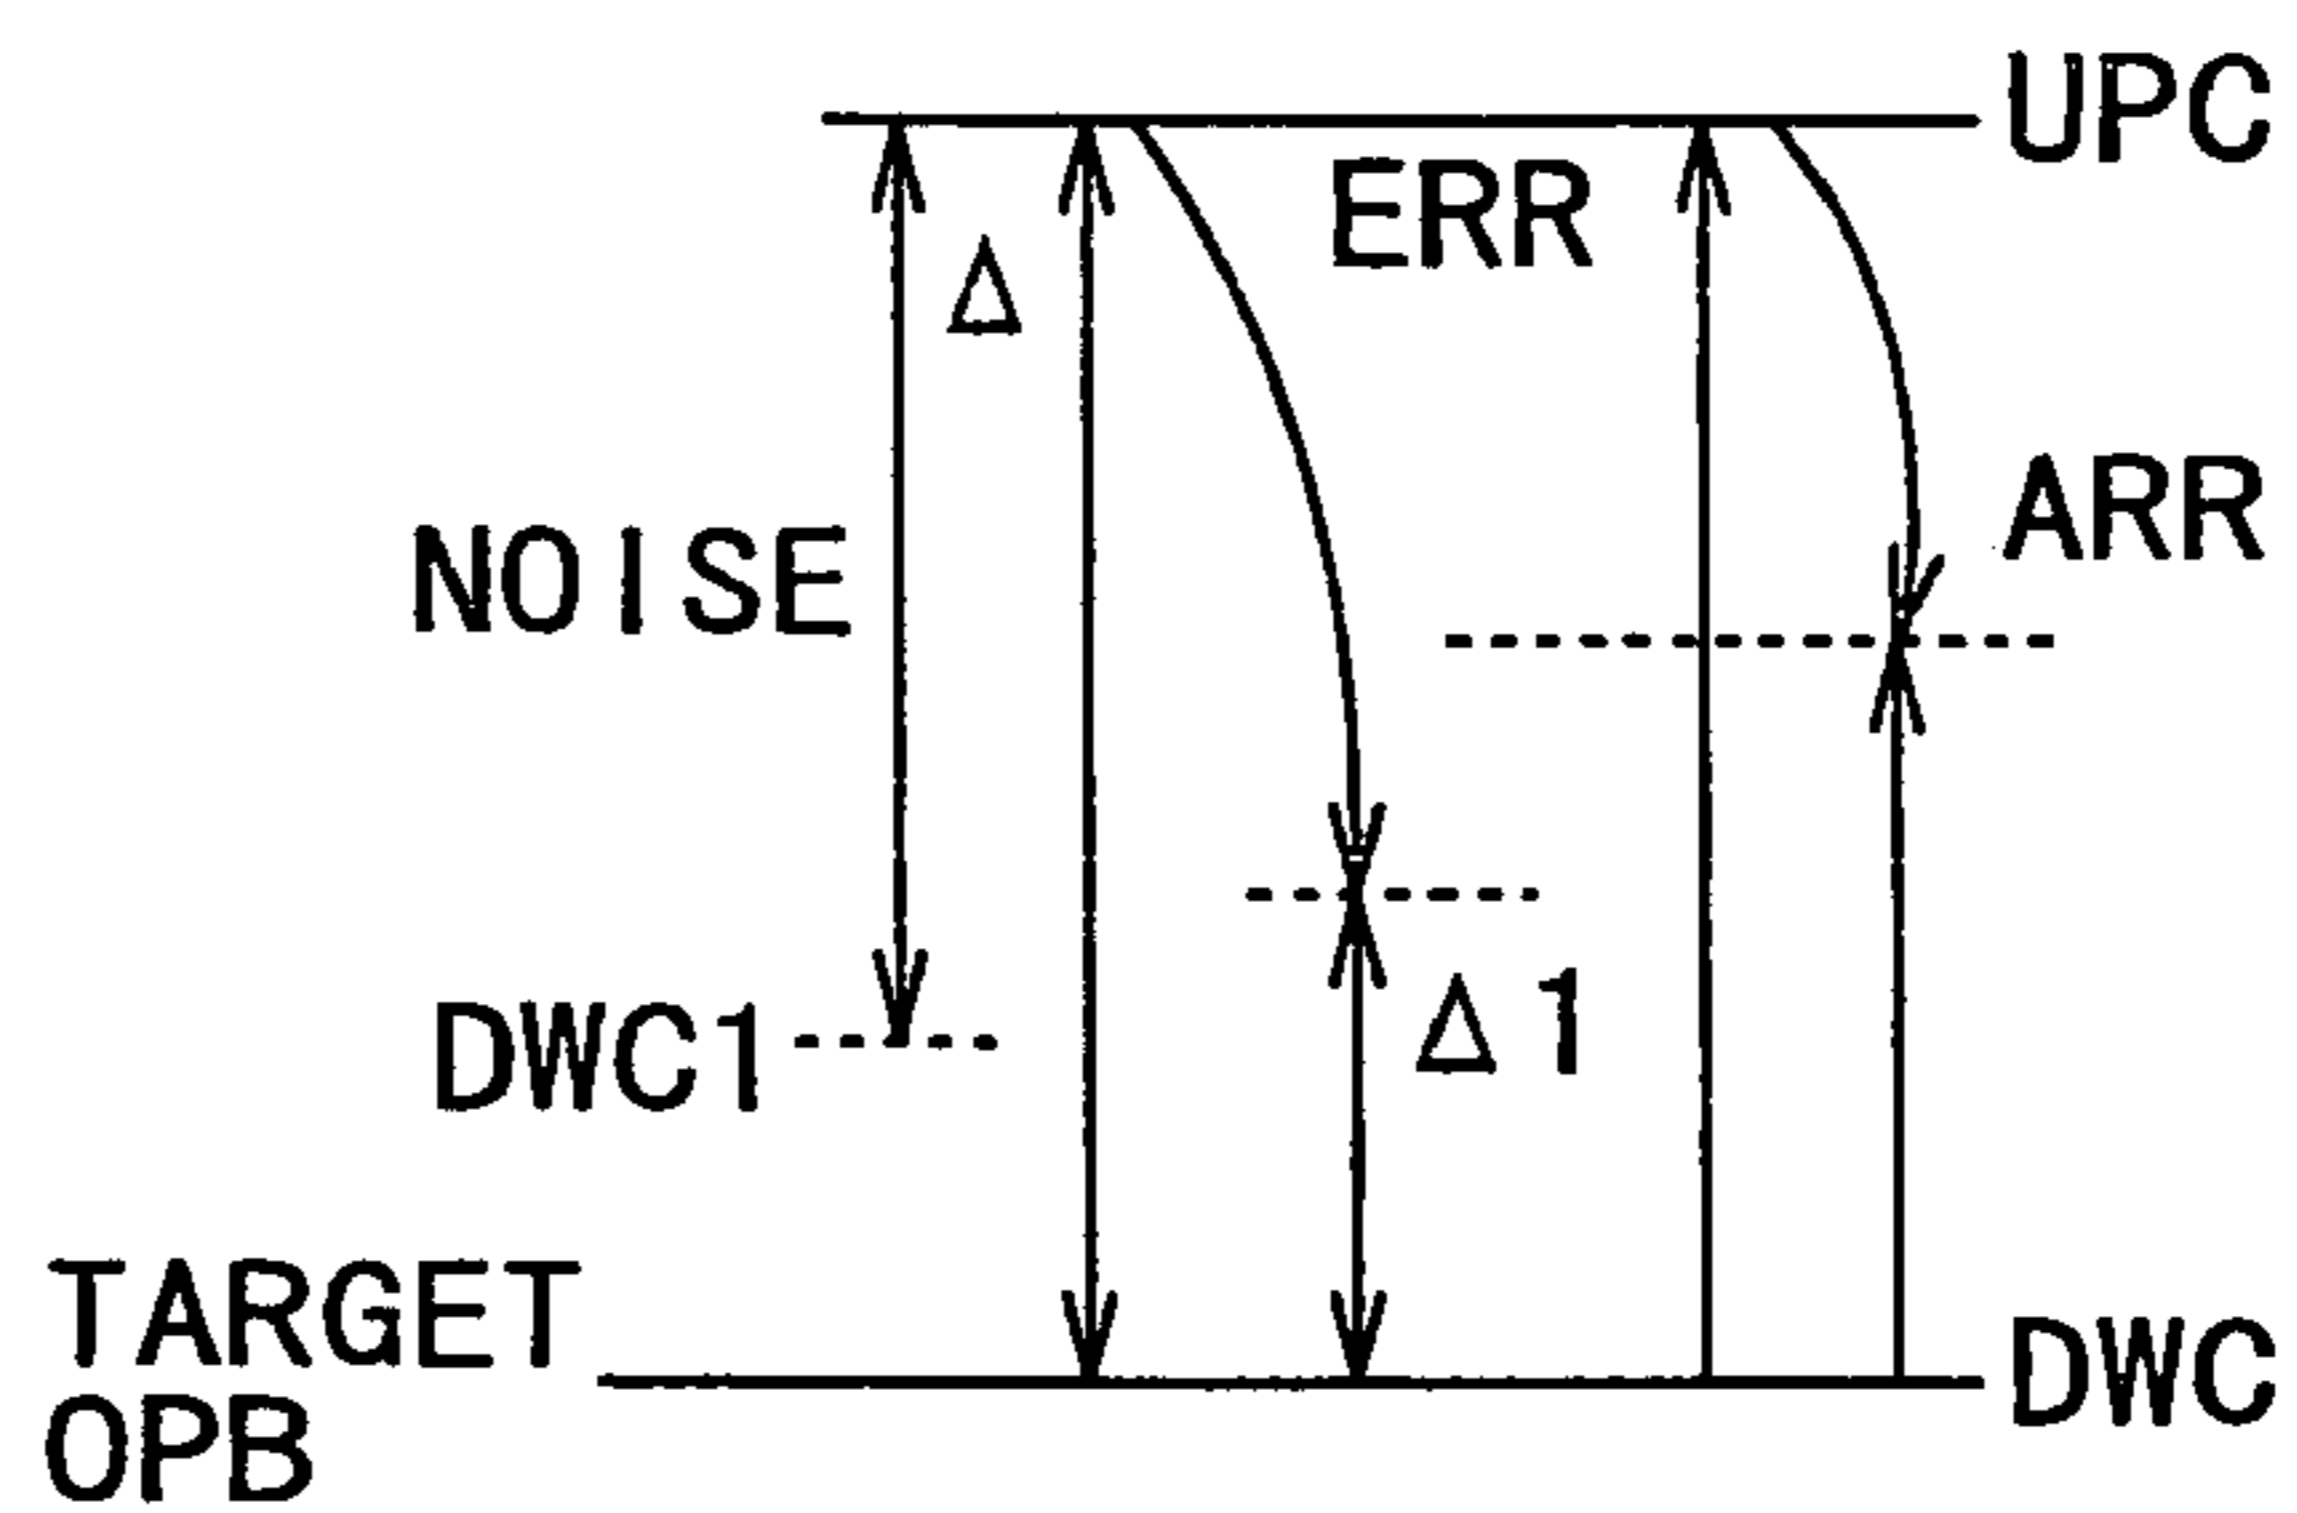 UPC
ERR
Δ
ARR
NOISE
Δ1
DWC1
TARGET
OPB
DWC